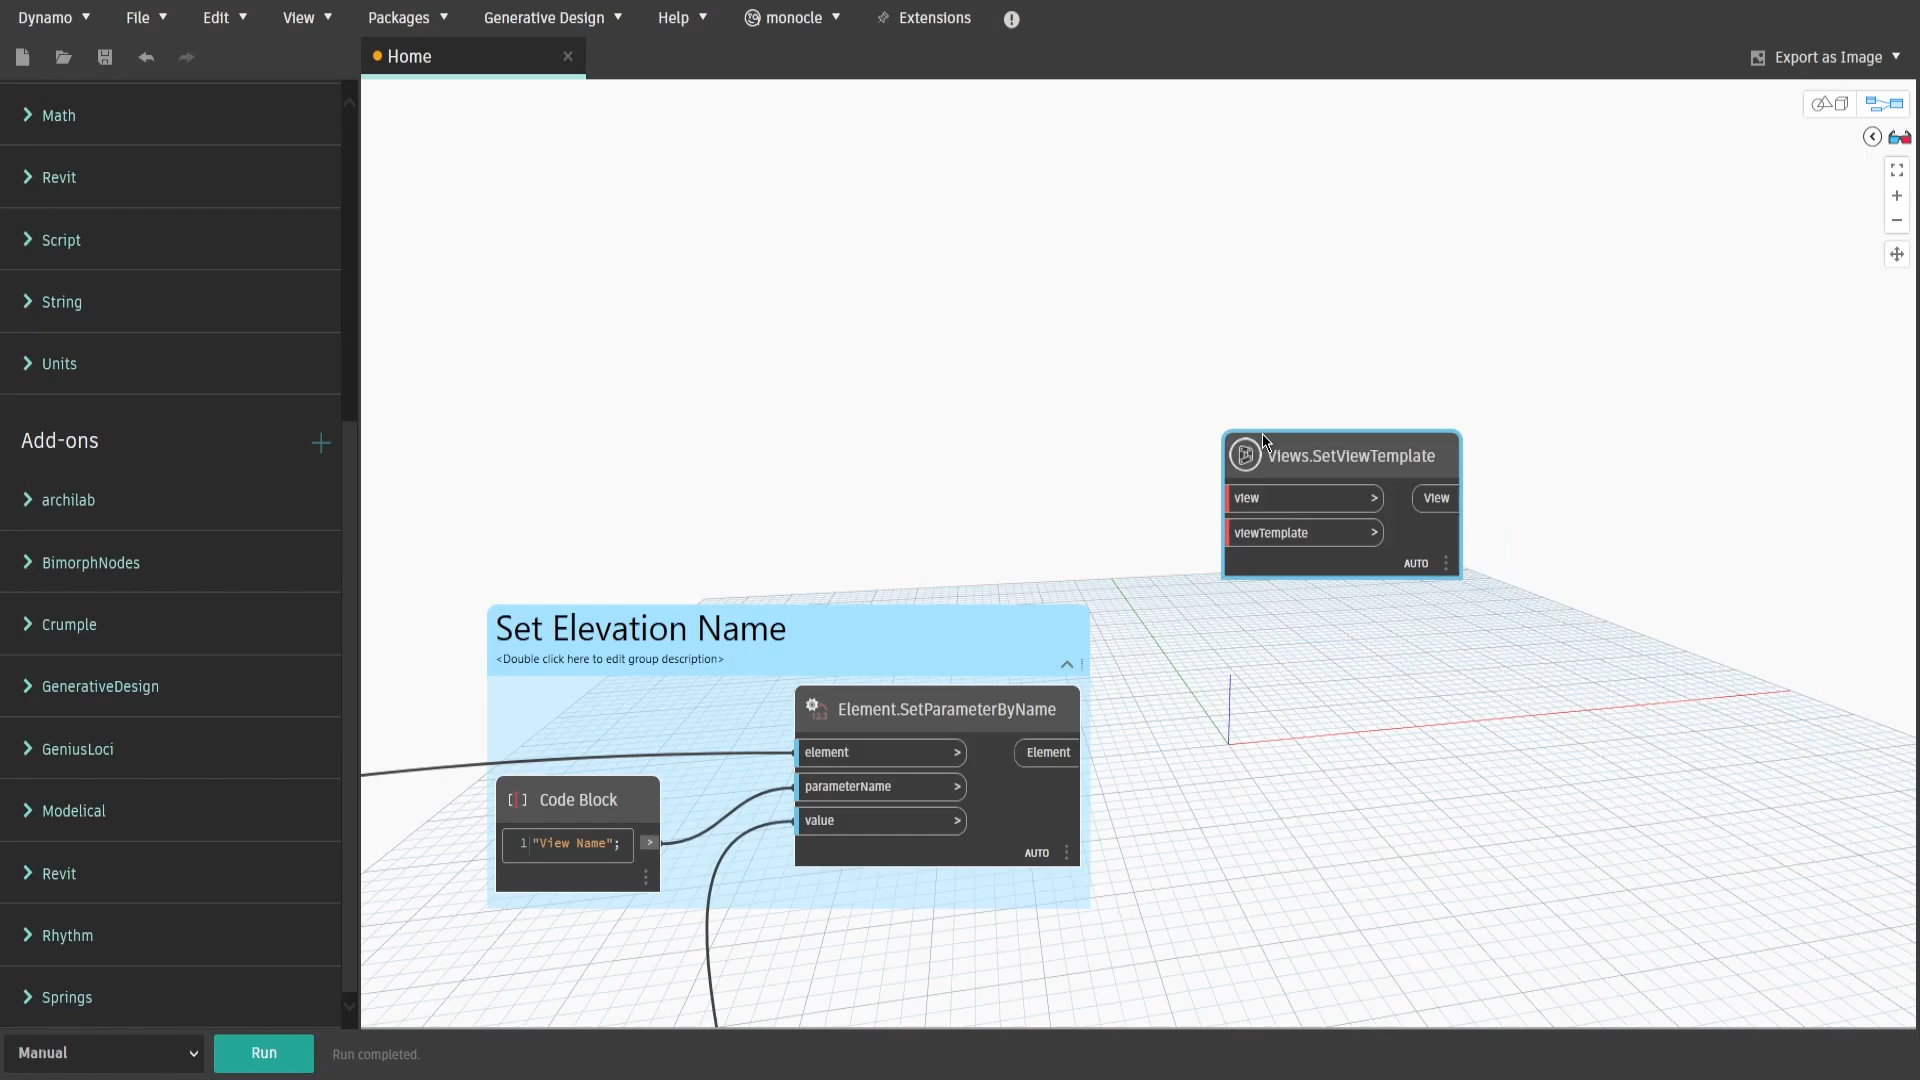 Dynamo File Edit View Packages Generative Design Help monocle Extensions
Home
Export as Image
Math
Revit
Script
String
Units
Add-ons
archilab
BimorphNodes
Crumple
GenerativeDesign
GeniusLoci
Modelical
Revit
Rhythm
Springs
Views.SetViewTemplate
view > View
viewTemplate >
AUTO
Set Elevation Name
<Double click here to edit group description>
Element.SetParameterByName
element > Element
parameterName >
value >
AUTO
Code Block
1 "View Name"; >
Manual Run Run completed.